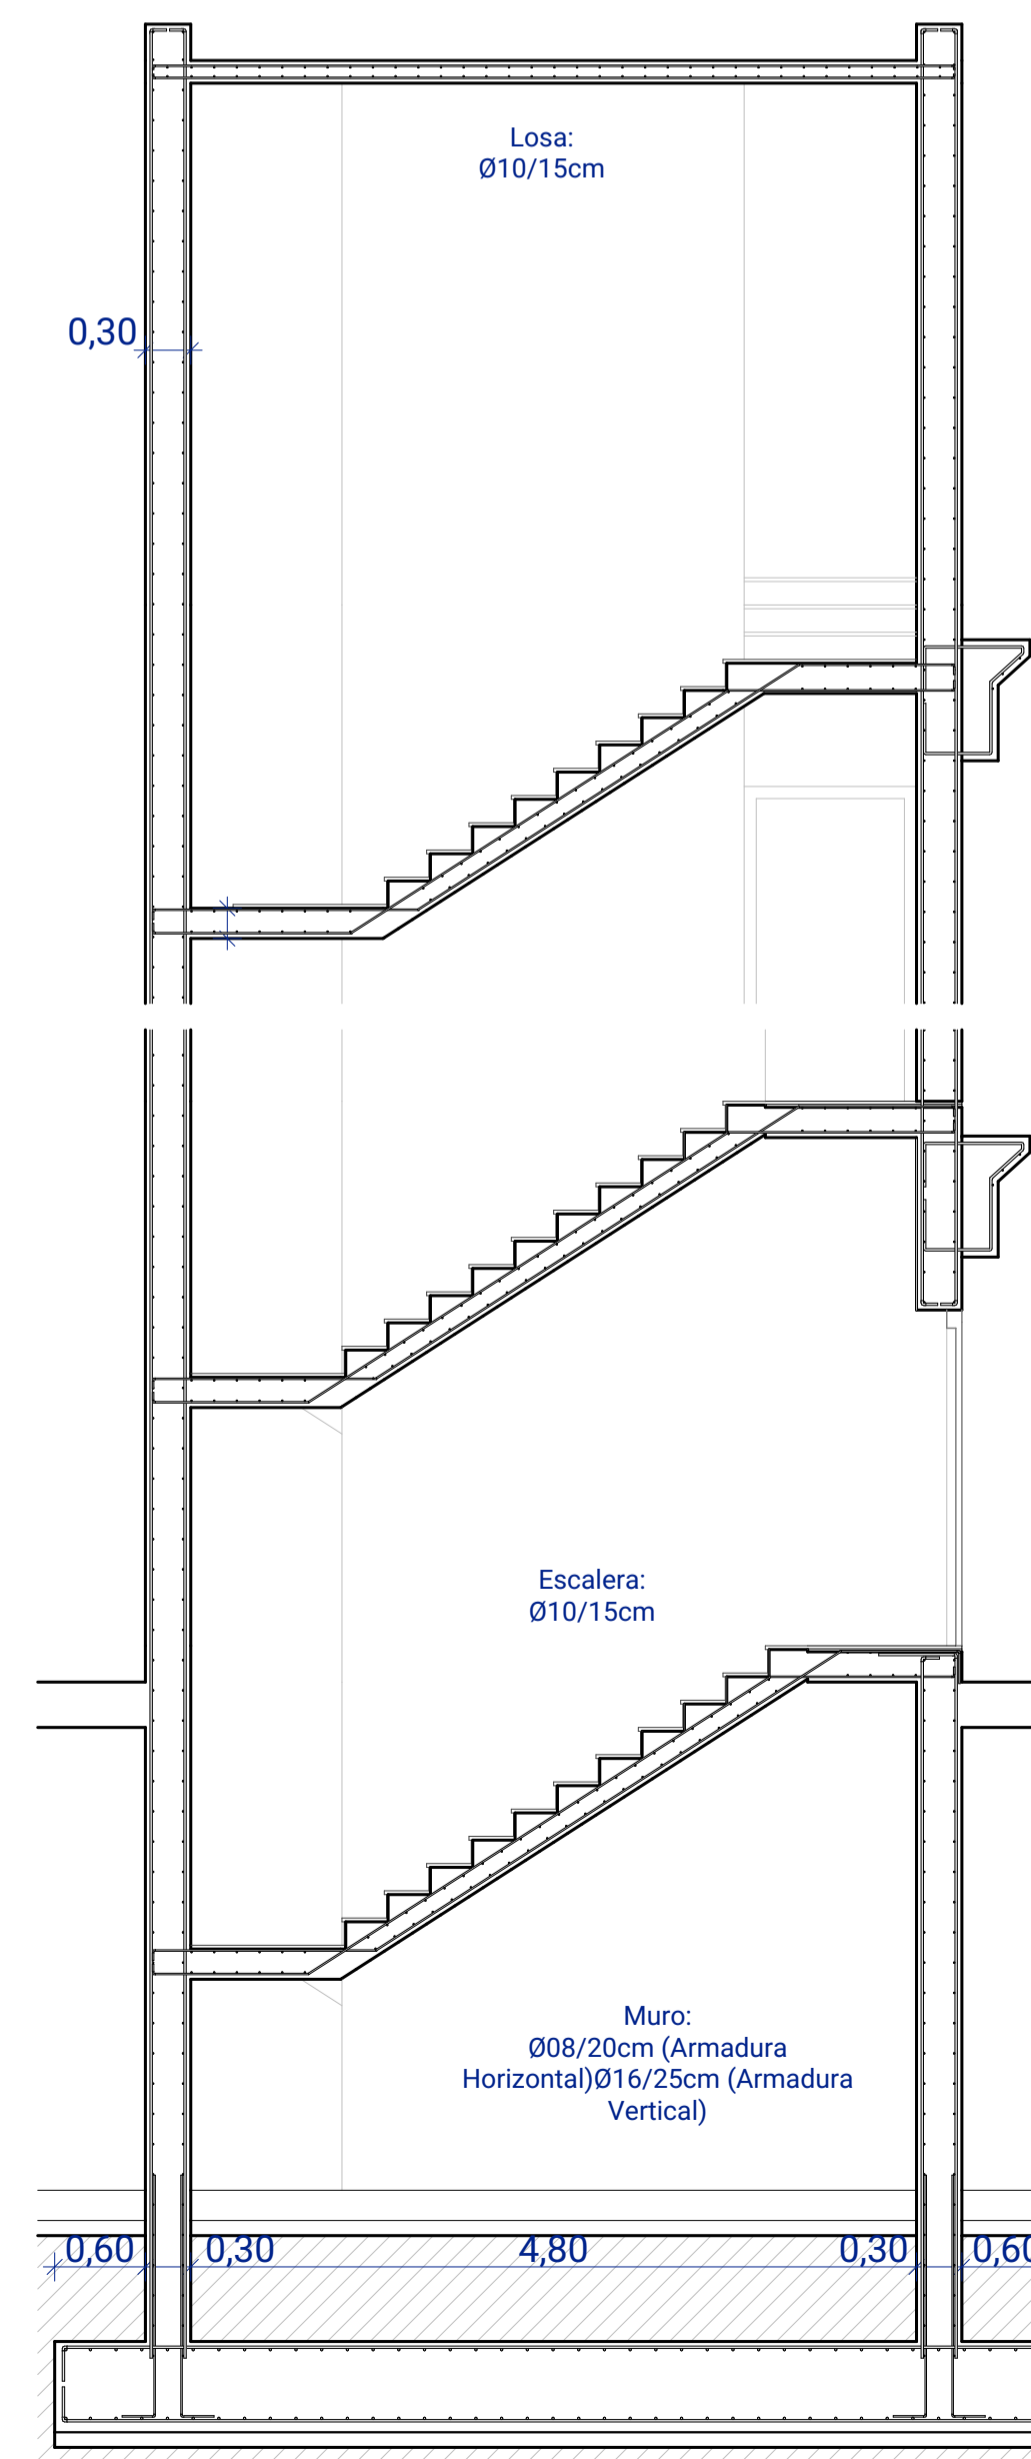 Losa:
Ø10/15cm
0,30
Escalera:
Ø10/15cm
Muro:
Ø08/20cm (Armadura
Horizontal)Ø16/25cm (Armadura
Vertical)
0,60 0,30 4,80 0,30 0,60